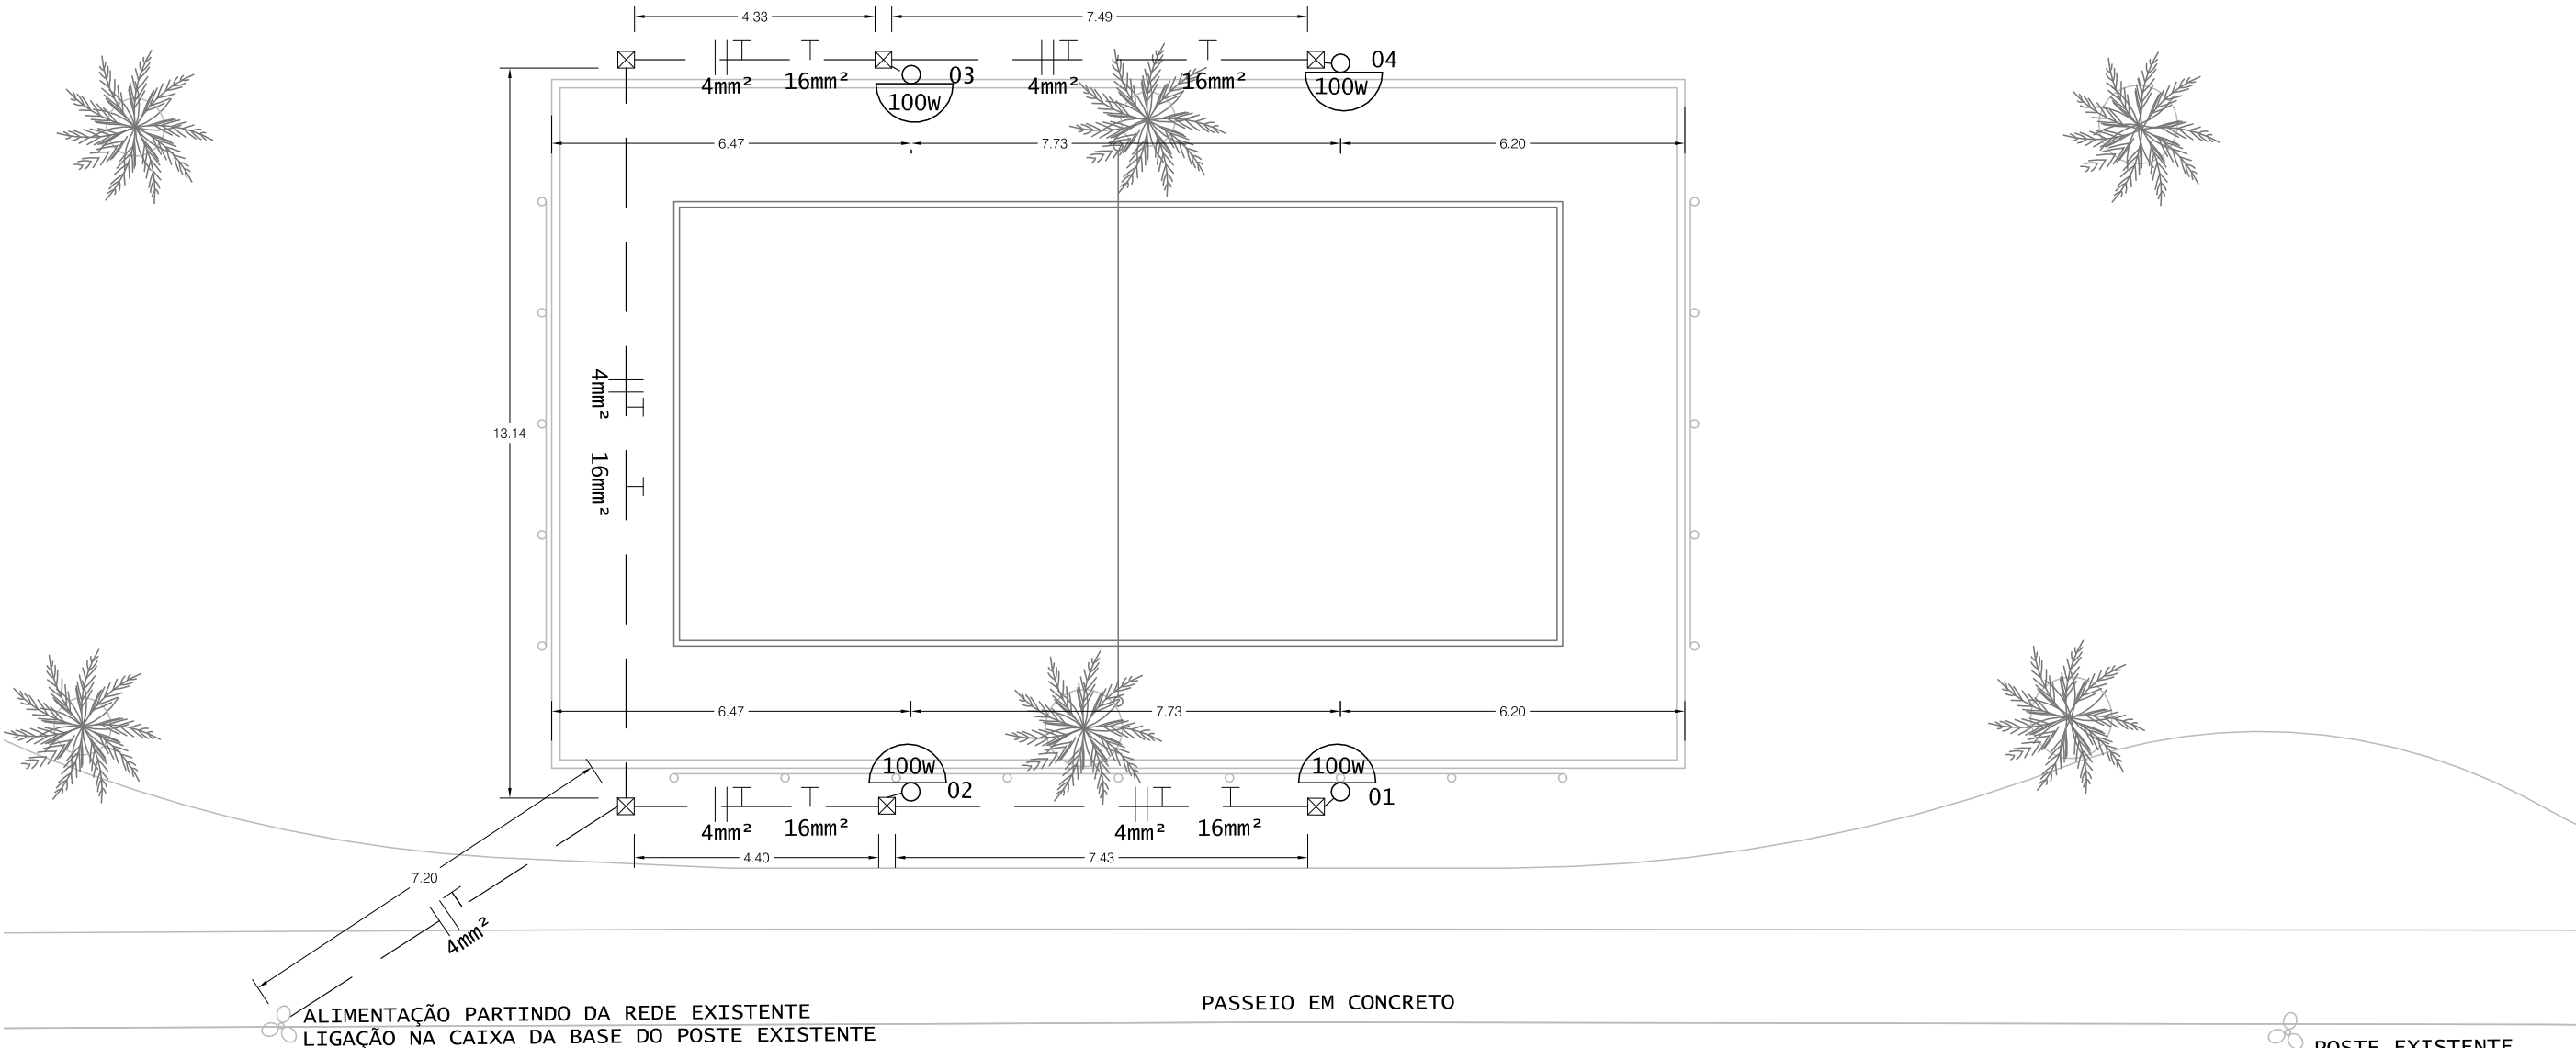 4.33
7.49
03
04
4mm²
16mm²
4mm²
16mm²
100W
100W
6.47
7.73
6.20
4mm²
13.14
16mm²
6.47
7.73
6.20
100W
100W
02
01
4mm²
16mm²
4mm²
16mm²
4.40
7.43
7.20
4mm²
PASSEIO EM CONCRETO
ALIMENTAÇÃO PARTINDO DA REDE EXISTENTE
LIGAÇÃO NA CAIXA DA BASE DO POSTE EXISTENTE
POSTE EXISTENTE